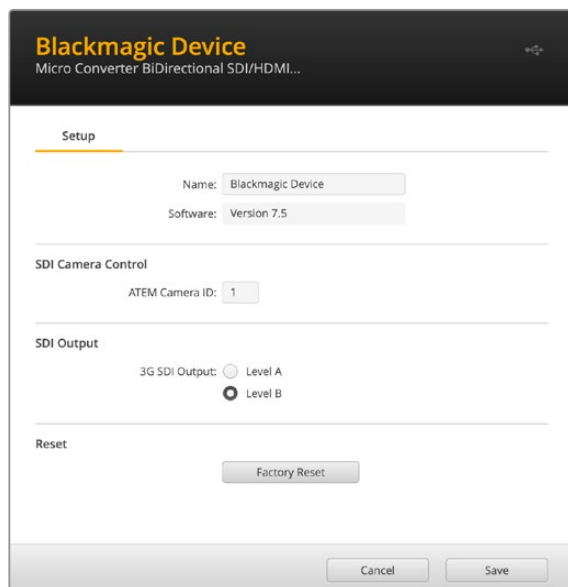 Blackmagic Device
Micro Converter BiDirectional SDI/HDMI...
Setup
Name: Blackmagic Device
Software: Version 7.5
SDI Camera Control
ATEM Camera ID: 1
SDI Output
3G SDI Output: Level A
Level B
Reset
Factory Reset
Cancel Save